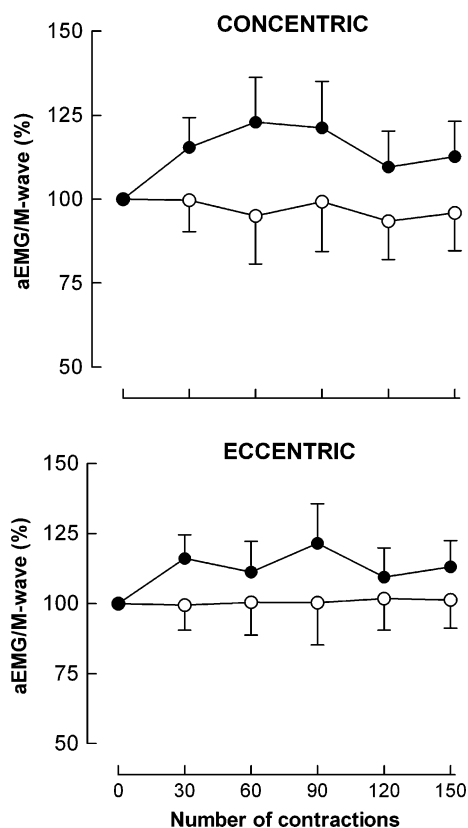 CONCENTRIC
150
125
100
75
50
aEMG/M-wave (%)
ECCENTRIC
150
125
100
75
50
aEMG/M-wave (%)
0 30 60 90 120 150
Number of contractions